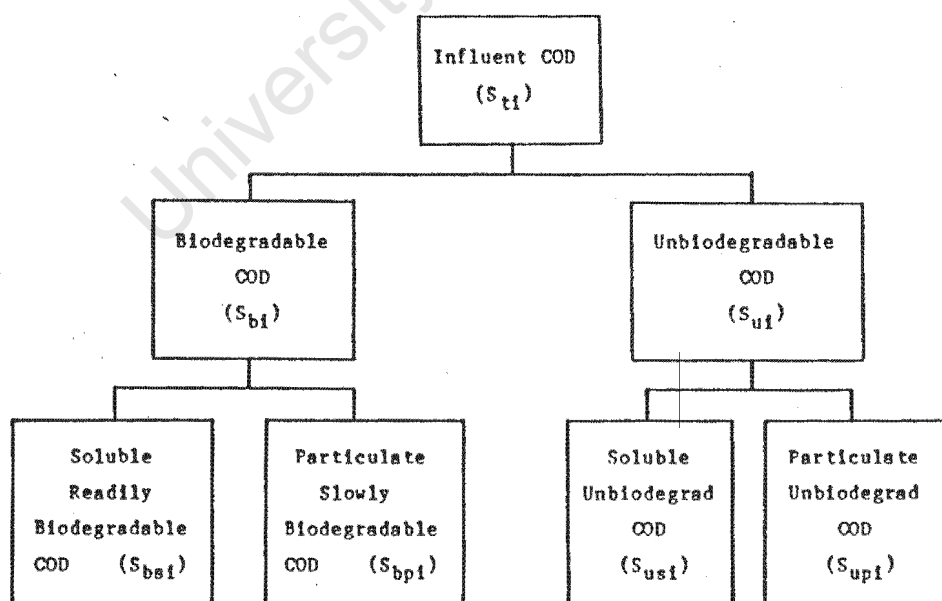 University
Influent COD
(S_ti)
Biodegradable
COD
(S_bi)
Unbiodegradable
COD
(S_ui)
Soluble
Readily
Biodegradable
COD (S_bsi)
Particulate
Slowly
Biodegradable
COD (S_bpi)
Soluble
Unbiodegrad
COD
(S_usi)
Particulate
Unbiodegrad
COD
(S_upi)